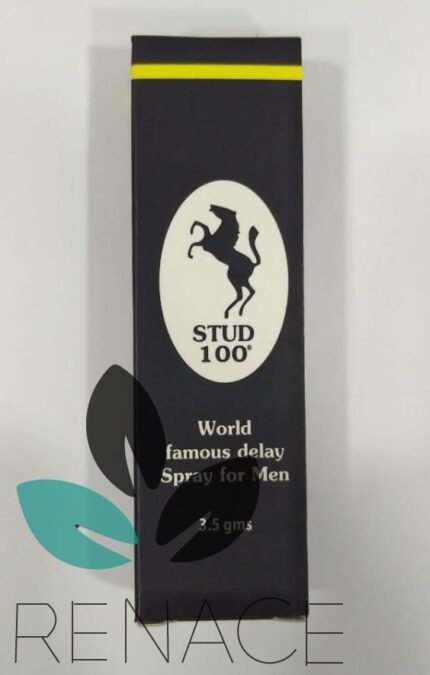 STUD
100®
World
famous delay
Spray for Men
3.5 gms
RENACE